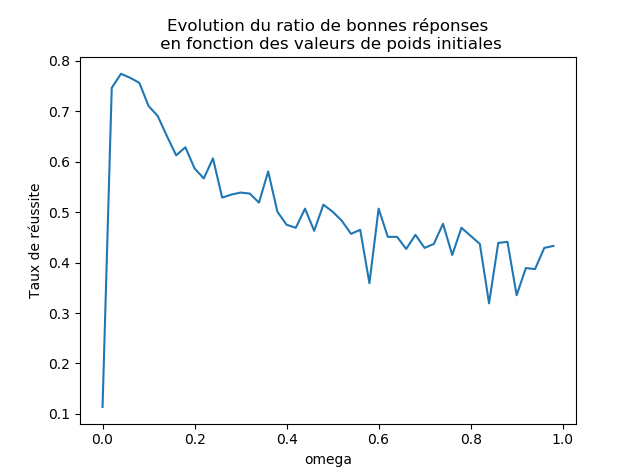 Evolution du ratio de bonnes réponses
en fonction des valeurs de poids initiales
0.8
0.7
0.6
0.5
0.4
0.3
0.2
0.1
Taux de réussite
0.0 0.2 0.4 0.6 0.8 1.0
omega